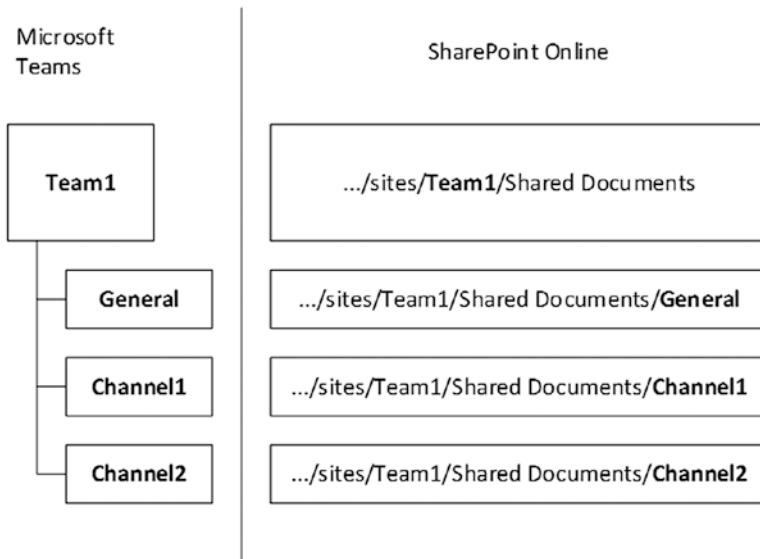 Microsoft
Teams
SharePoint Online
Team1
.../sites/Team1/Shared Documents
General
.../sites/Team1/Shared Documents/General
Channel1
.../sites/Team1/Shared Documents/Channel1
Channel2
.../sites/Team1/Shared Documents/Channel2